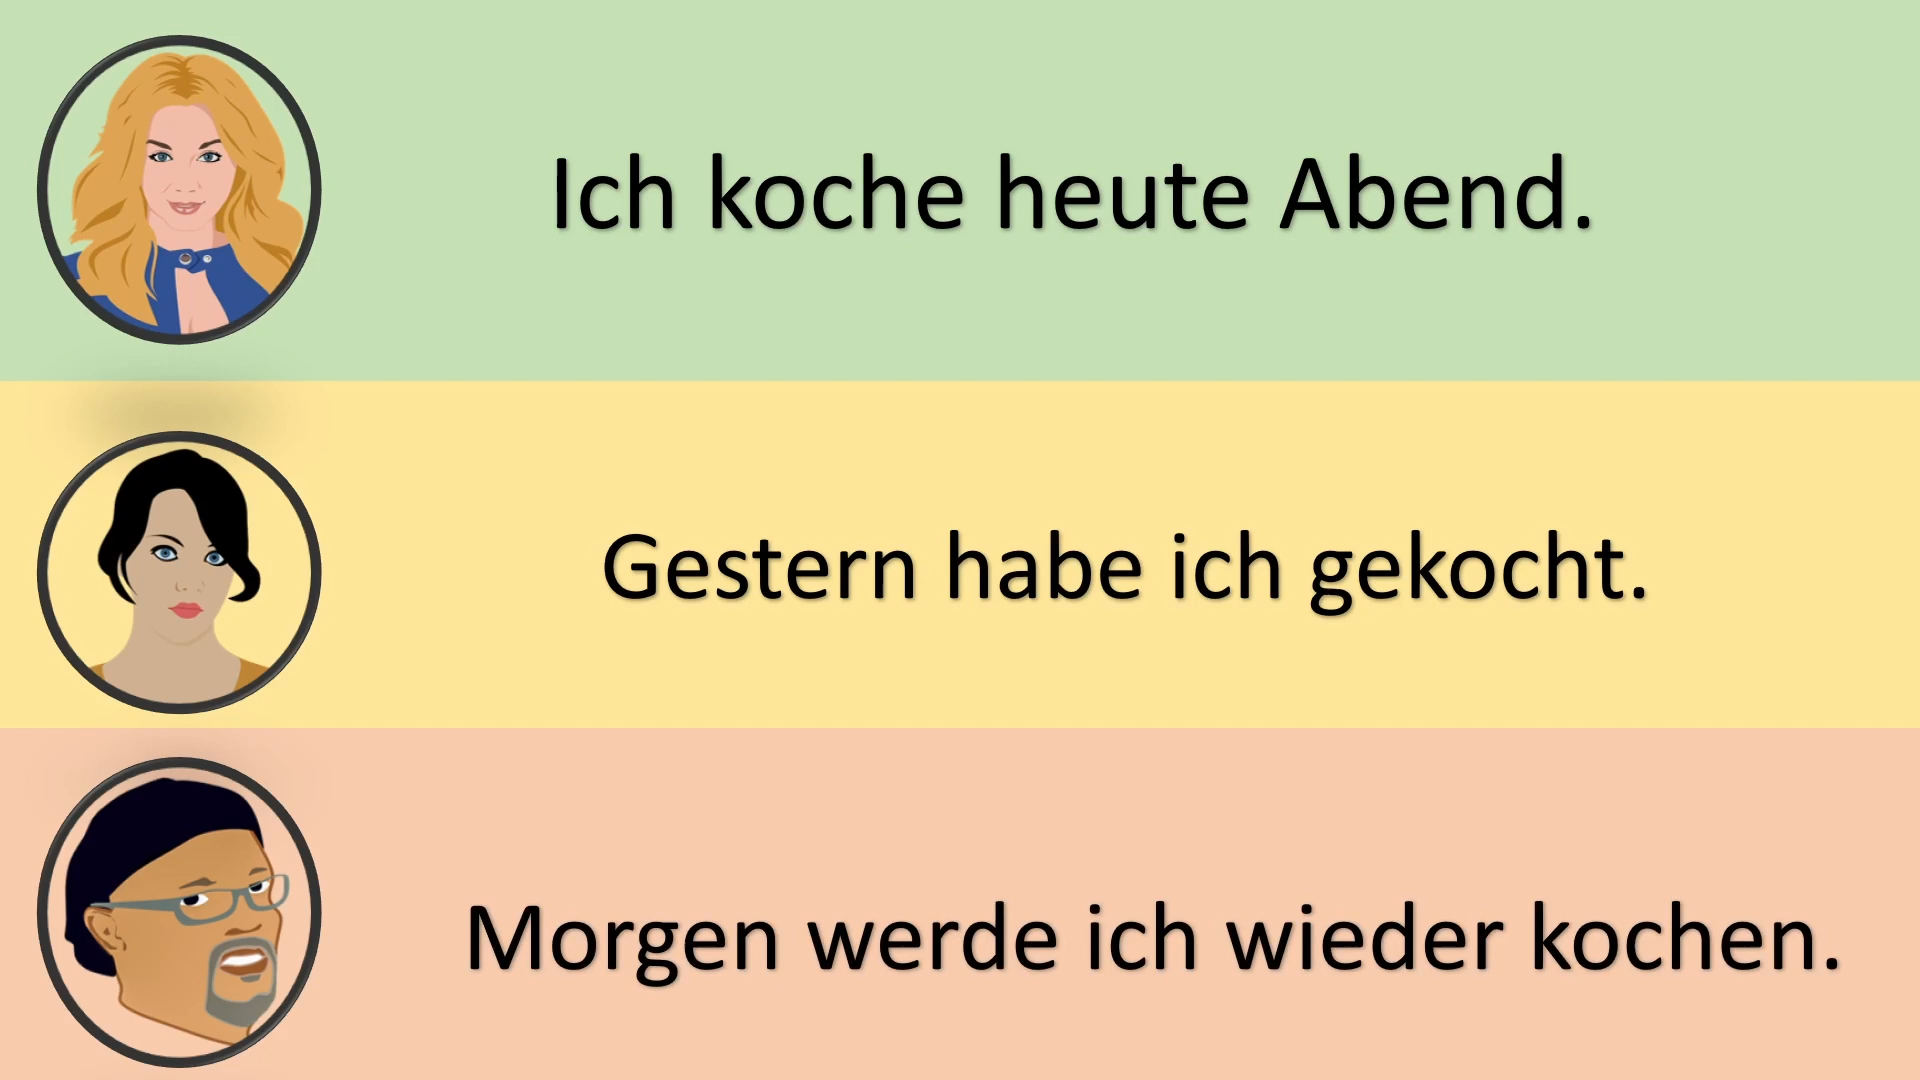 Ich koche heute Abend.
Gestern habe ich gekocht.
Morgen werde ich wieder kochen.